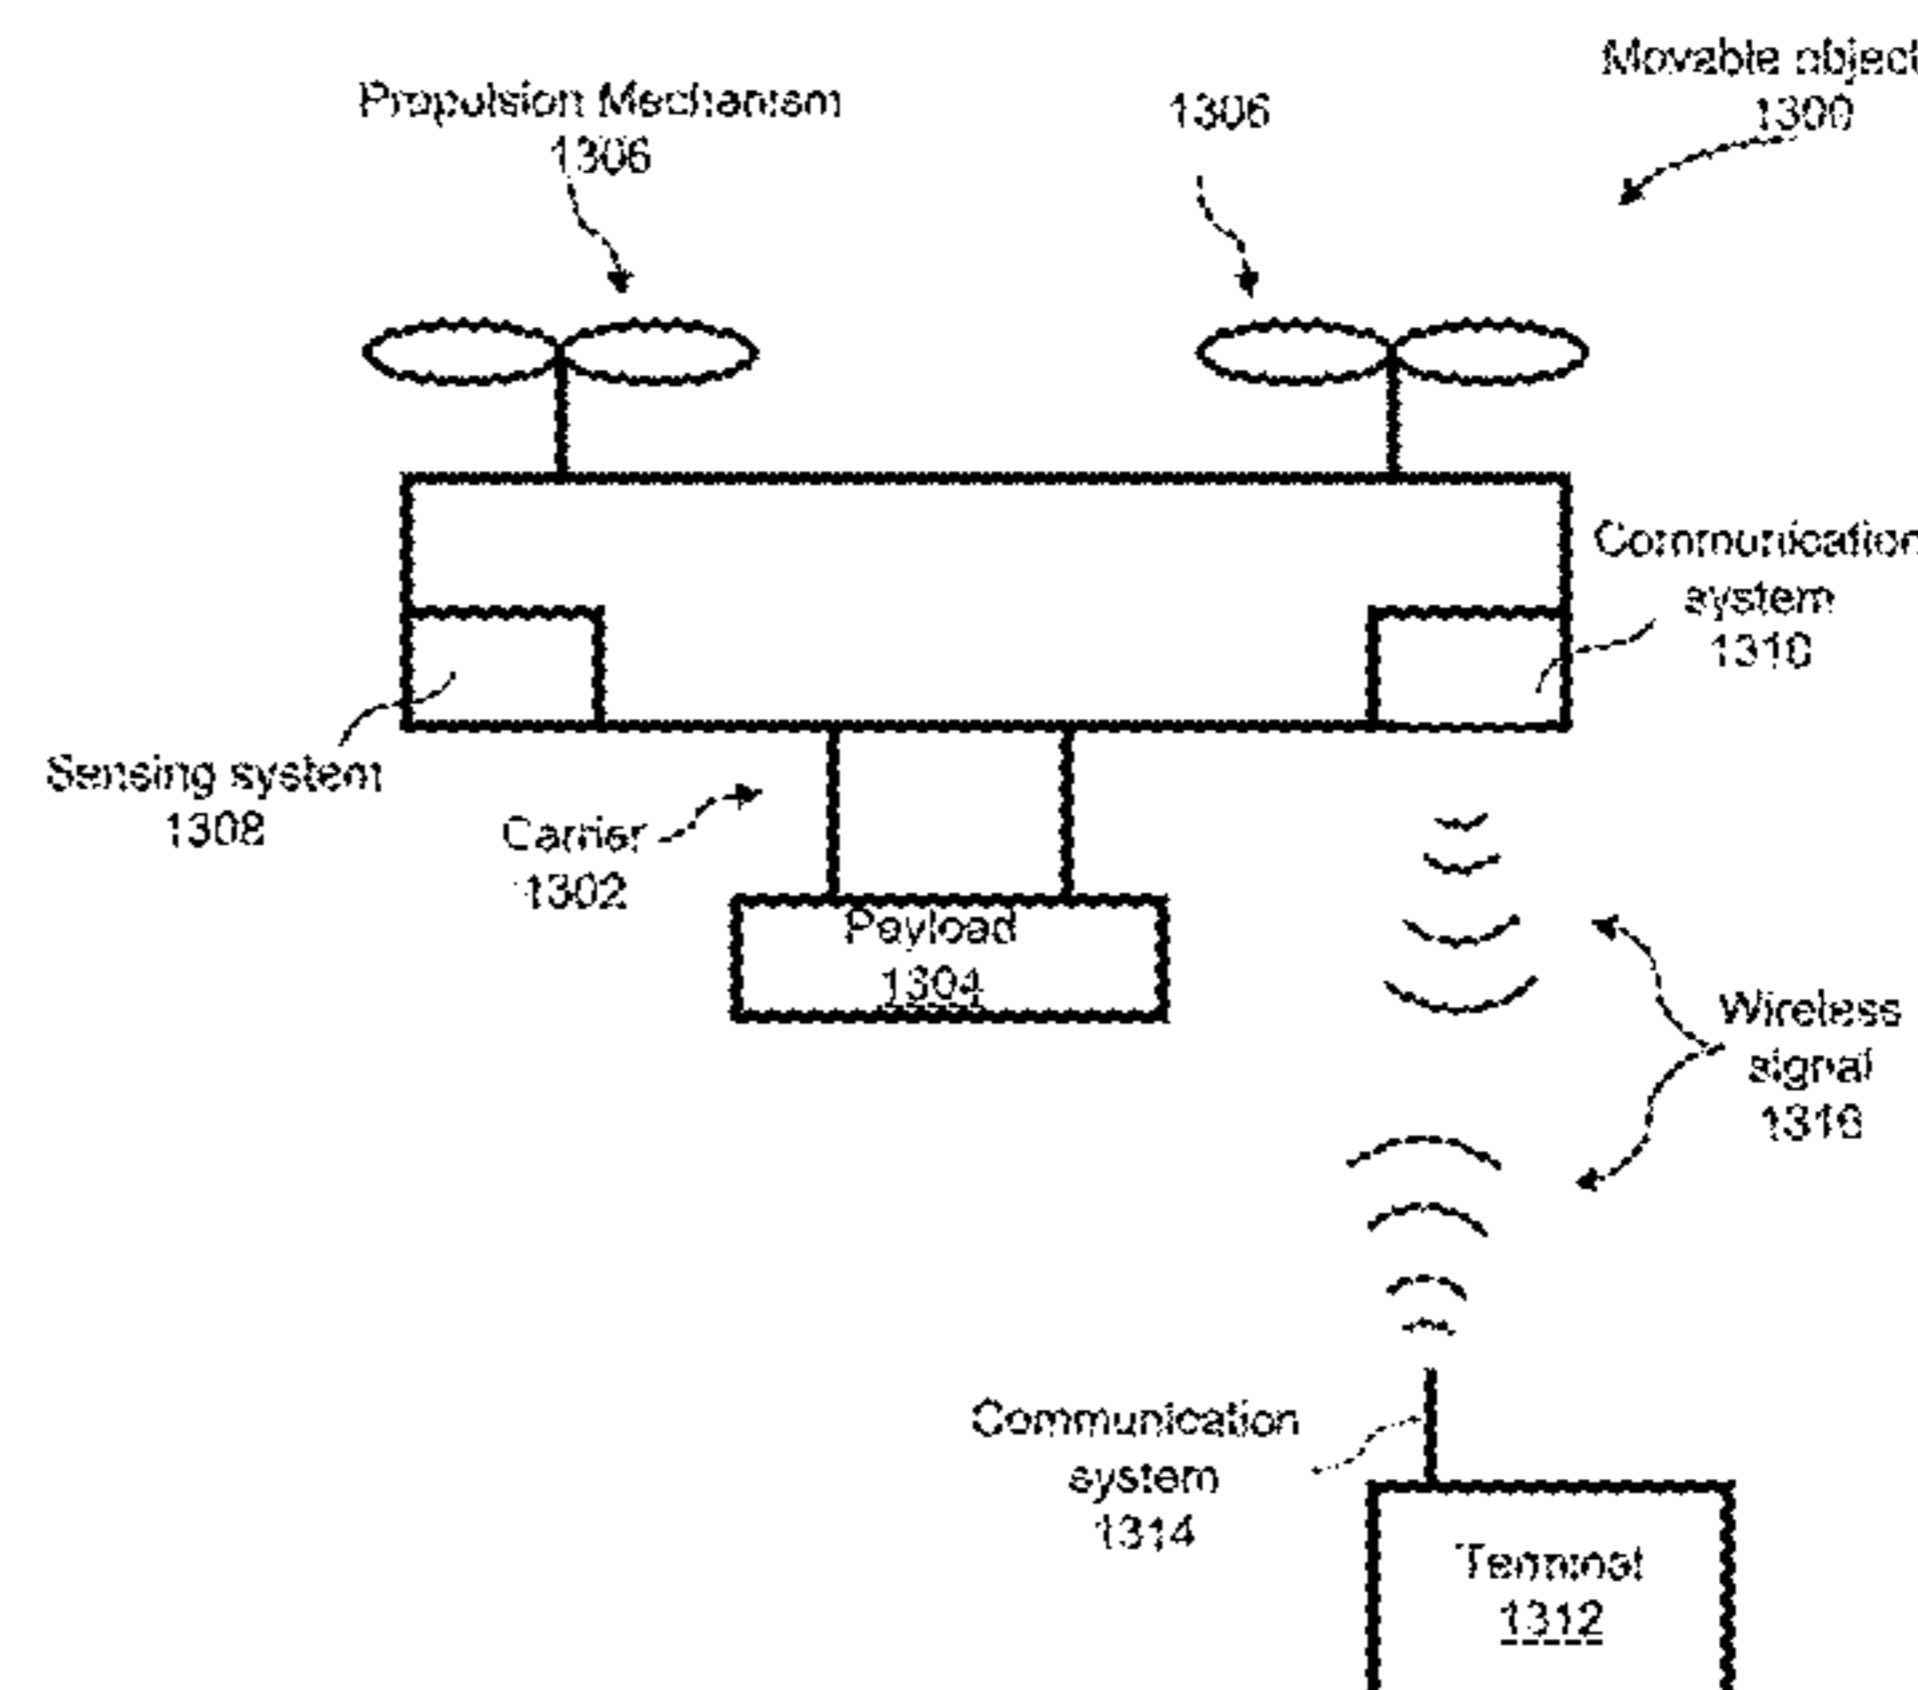 Movable object
1300
Propulsion Mechanism
1306
1306
Communication
system
1310
Sensing system
1308
Carrier
1302
Payload
1304
Wireless
signal
1316
Communication
system
1314
Terminal
1312